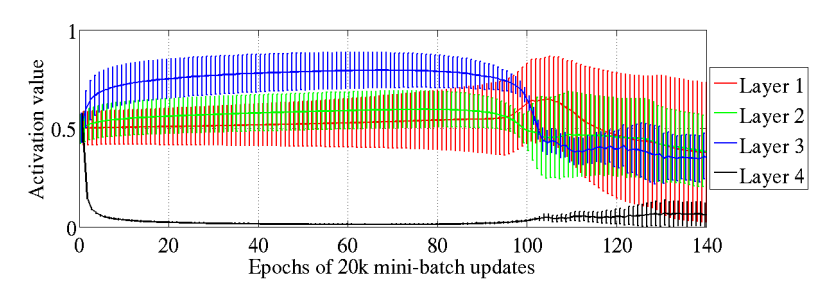 1
Layer 1
Layer 2
0.5
Layer 3
Layer 4
0
0 20 40 60 80 100 120 140
Activation value
Epochs of 20k mini-batch updates